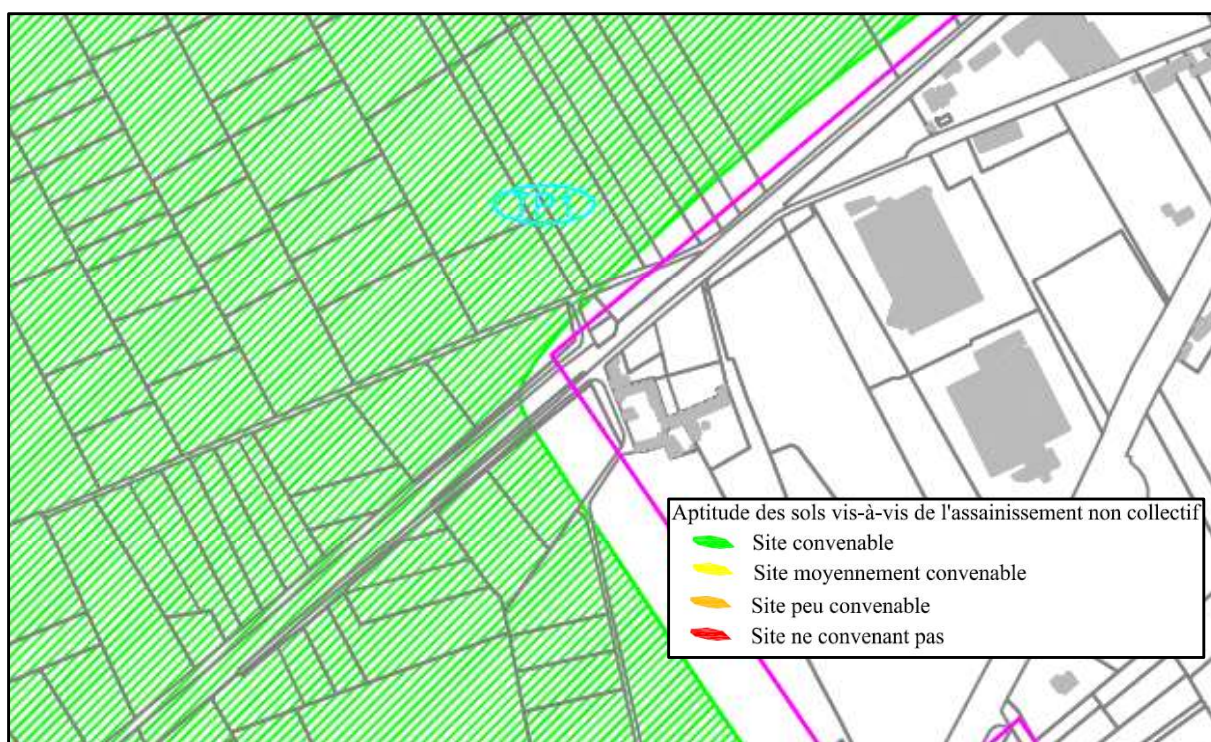 Aptitude des sols vis-à-vis de l'assainissement non collectif
Site convenable
Site moyennement convenable
Site peu convenable
Site ne convenant pas